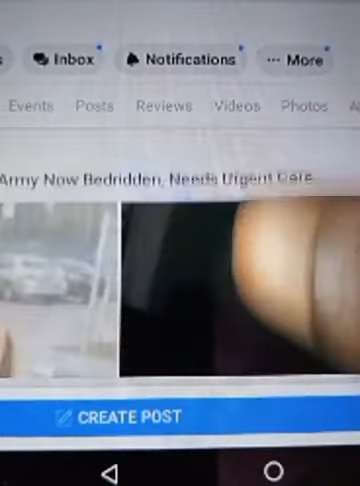 Inbox Notifications ... More
Events Posts Reviews Videos Photos
Army Now Bedridden, Needs Urgent Care
CREATE POST